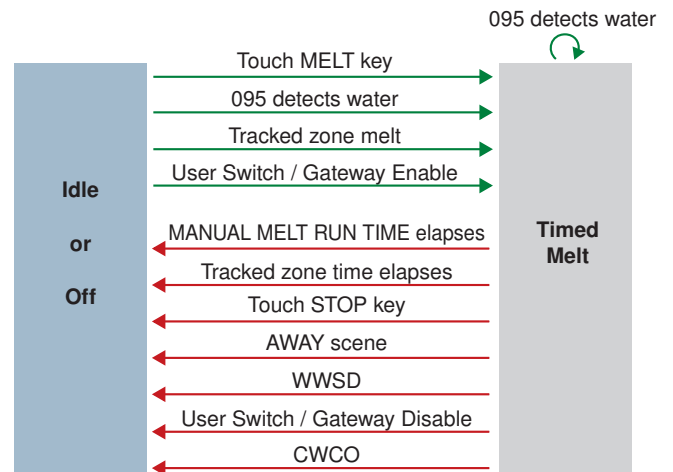 095 detects water
Touch MELT key
095 detects water
Tracked zone melt
User Switch / Gateway Enable
Idle
or
Off
MANUAL MELT RUN TIME elapses
Tracked zone time elapses
Touch STOP key
AWAY scene
WWSD
User Switch / Gateway Disable
CWCO
Timed
Melt